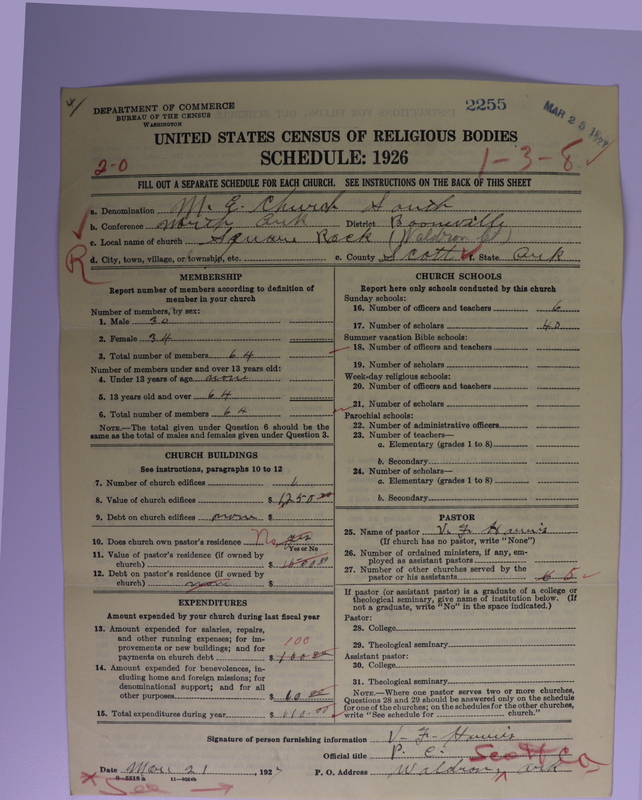 DEPARTMENT OF COMMERCE
BUREAU OF THE CENSUS
WASHINGTON
2255
MAR 25 1927
UNITED STATES CENSUS OF RELIGIOUS BODIES
SCHEDULE: 1926
2-0
1-3-8
FILL OUT A SEPARATE SCHEDULE FOR EACH CHURCH. SEE INSTRUCTIONS ON THE BACK OF THIS SHEET
a. Denomination M. E. Church South
b. Conference North Ark District Booneville
c. Local name of church Square Rock (Waldron Ct)
R
d. City, town, village, or township, etc. e. County Scott f. State Ark
MEMBERSHIP
Report number of members according to definition of
member in your church
Number of members, by sex:
1. Male 30
2. Female 34
3. Total number of members 64
Number of members under and over 13 years old:
4. Under 13 years of age none
5. 13 years old and over 64
6. Total number of members 64
NOTE.—The total given under Question 6 should be
same as the total of males and females given under Question 3.
CHURCH BUILDINGS
See instructions, paragraphs 10 to 12
7. Number of church edifices 1
8. Value of church edifices $ 1,250.00
9. Debt on church edifices none $
10. Does church own pastor's residence No yes
(Yes or No
11. Value of pastor's residence (if owned by
church) $
12. Debt on pastor's residence (if owned by
church) none $
EXPENDITURES
Amount expended by church during last fiscal year
13. Amount expended for salaries, repairs,
and other running expenses; for im-
provements or new buildings; and for 100
payments on church debt $ 100.00
14. Amount expended for benevolences, in-
cluding home and foreign missions; for
denominational support; and for all
other purposes $ 10.00
15. Total expenditures during year $ 110.00
CHURCH SCHOOLS
Report here only schools conducted by this church
Sunday schools:
16. Number of officers and teachers 6
17. Number of scholars 40
Summer vacation Bible schools:
18. Number of officers and teachers
19. Number of scholars
Week-day religious schools:
20. Number of officers and teachers
21. Number of scholars
Parochial schools:
22. Number of administrative officers
23. Number of teachers—
a. Elementary (grades 1 to 8)
b. Secondary
24. Number of scholars—
a. Elementary (grades 1 to 8)
b. Secondary
PASTOR
25. Name of pastor V. F. Harris
(If church has no pastor, write "None")
26. Number of ordained ministers, if any, em-
ployed as assistant pastors
27. Number of other churches served by the
pastor or his assistants
If pastor (or assistant pastor) is a graduate of a college or
theological seminary, give name of institution below. (If
not a graduate, write "No" in the space indicated.)
Pastor:
28. College
29. Theological seminary
Assistant pastor:
30. College
31. Theological seminary
NOTE.—Where one pastor serves two or more churches,
Questions 28 and 29 should be answered only on the schedule
for one of the churches; on the schedules for the other churches,
write "See schedule for church."
Signature of person furnishing information V. F. Harris
Official title P. C.
Scott Co
Date Mar 21, 192 P. O. Address Waldron, Ark
8-5518a 11-9052b
See